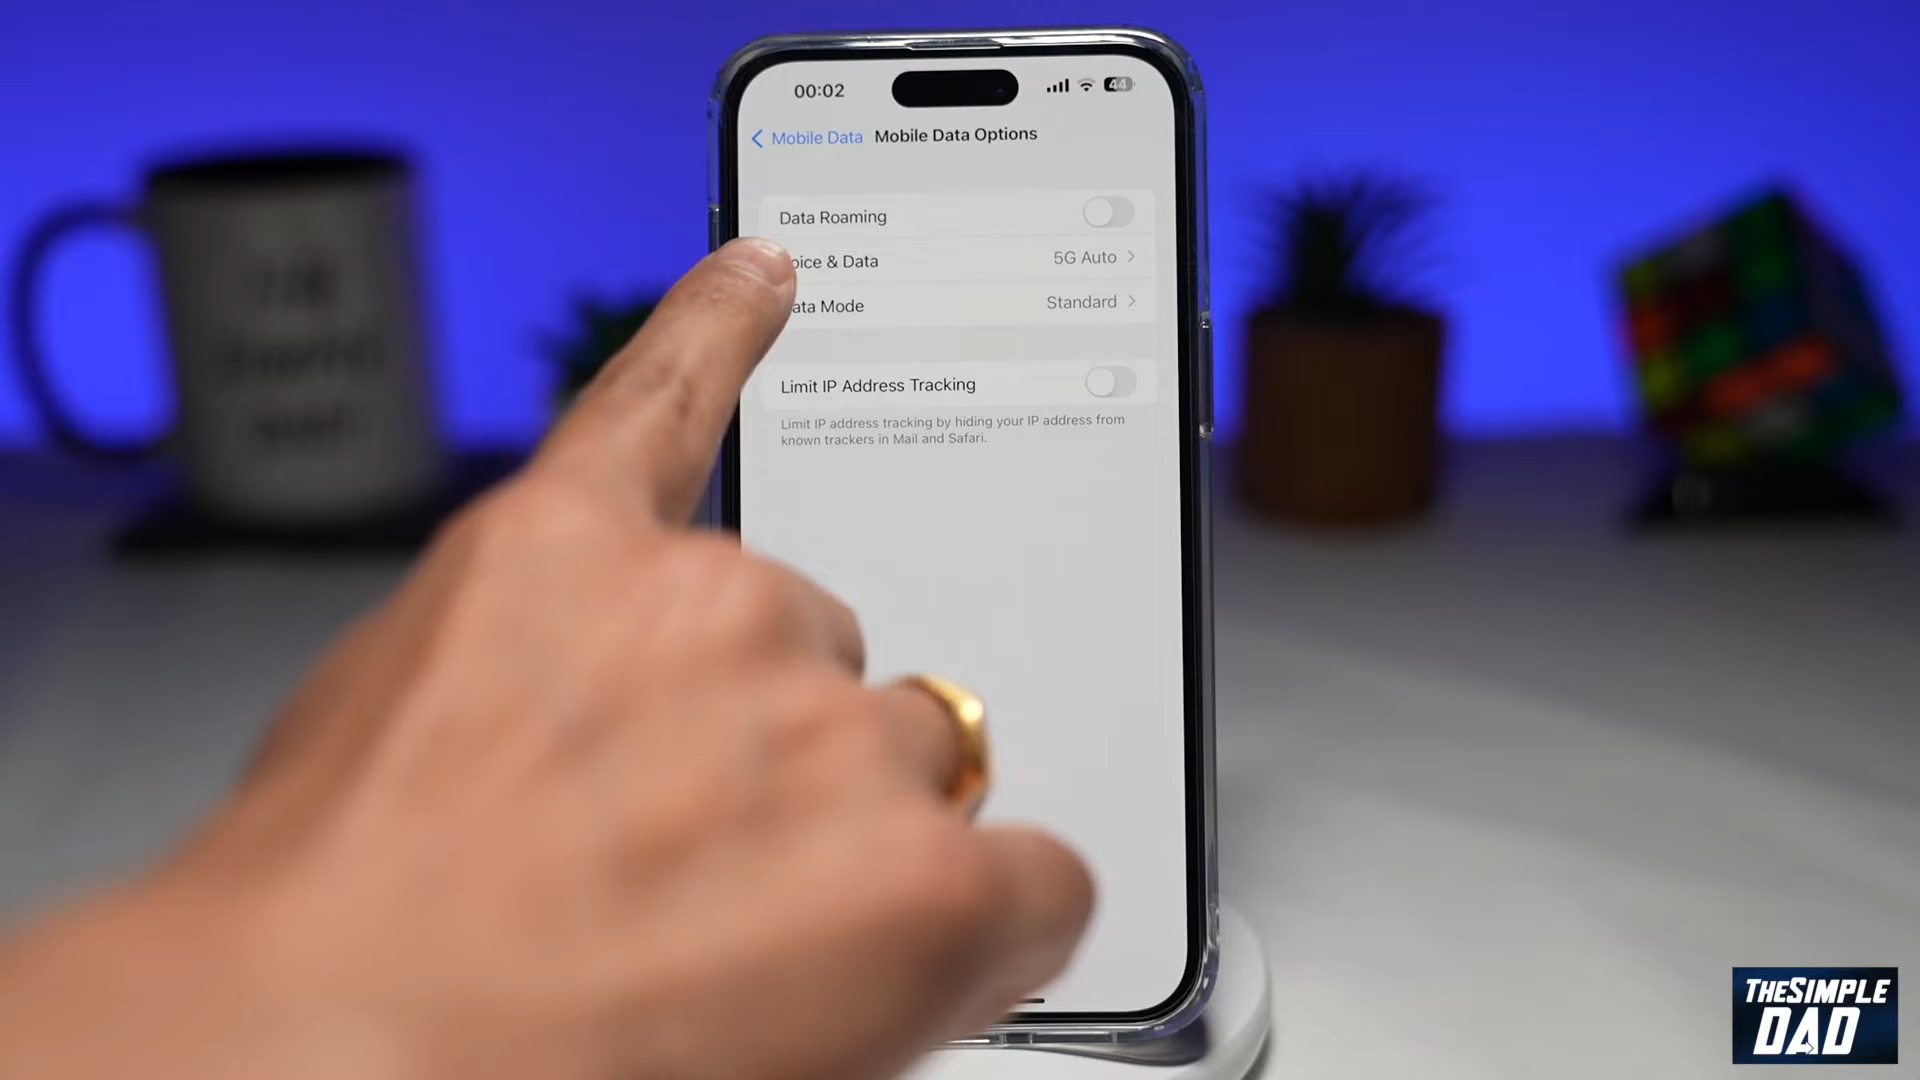 00:02
44
Mobile Data Mobile Data Options
Data Roaming
oice & Data 5G Auto
ata Mode Standard
Limit IP Address Tracking
Limit IP address tracking by hiding your IP address from
known trackers in Mail and Safari.
THESIMPLE
DAD